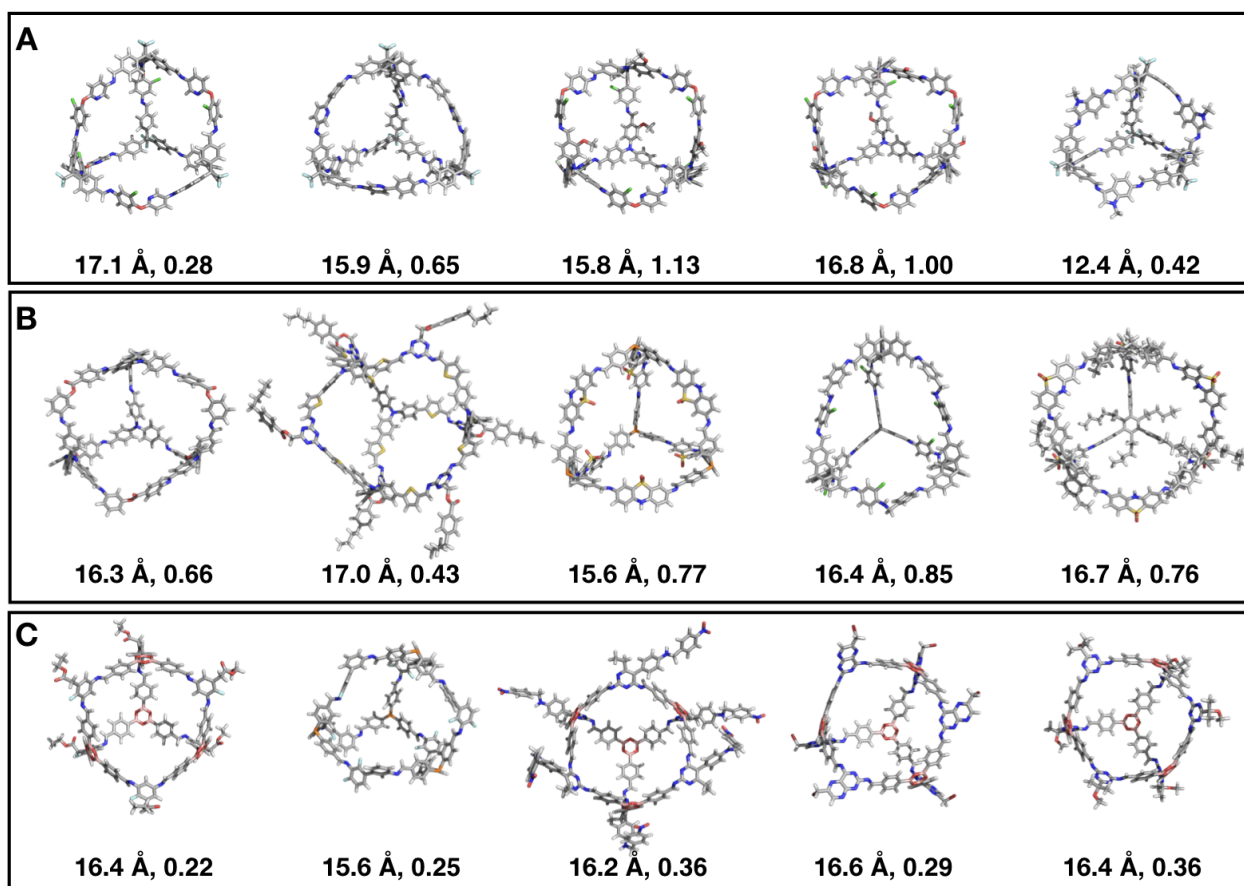 A
17.1 Å, 0.28 15.9 Å, 0.65 15.8 Å, 1.13 16.8 Å, 1.00 12.4 Å, 0.42
B
16.3 Å, 0.66 17.0 Å, 0.43 15.6 Å, 0.77 16.4 Å, 0.85 16.7 Å, 0.76
C
16.4 Å, 0.22 15.6 Å, 0.25 16.2 Å, 0.36 16.6 Å, 0.29 16.4 Å, 0.36